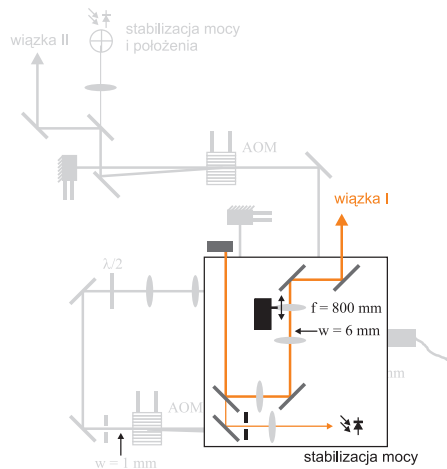 stabilizacja mocy
i położenia
wiązka II
AOM
wiązka I
λ/2
f = 800 mm
w = 6 mm
AOM
w = 1 mm
stabilizacja mocy